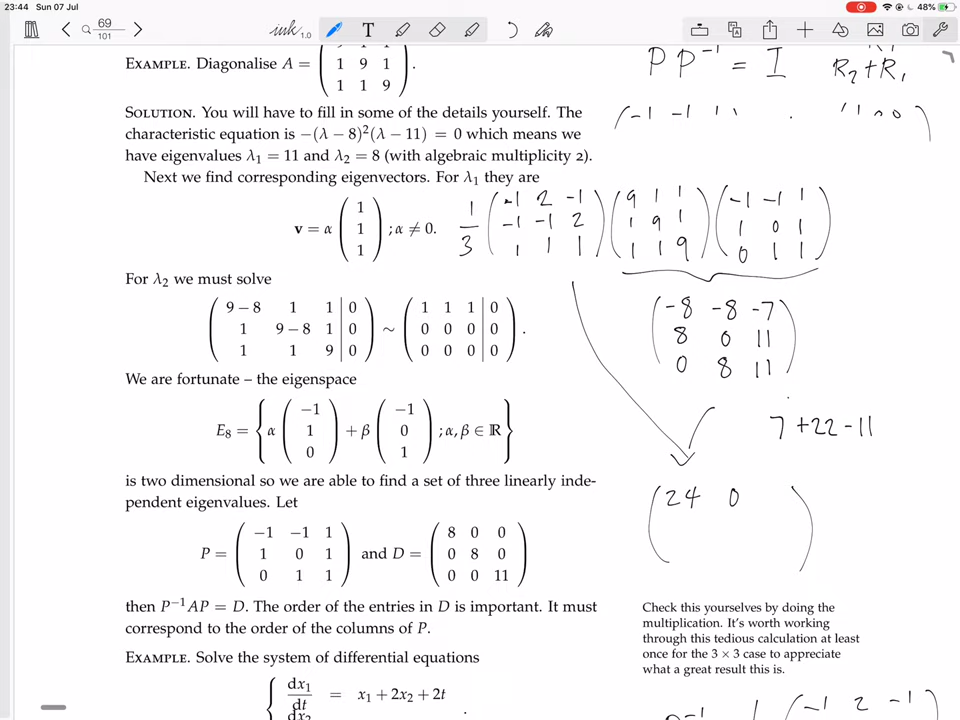 23:44 Sun 07 Jul 48%
69
101
ink 1.0 T
EXAMPLE. Diagonalise A = ( 1 9 1 ) .
1 1 9
P P⁻¹ = I R₂+R₁
SOLUTION. You will have to fill in some of the details yourself. The
characteristic equation is −(λ − 8)²(λ − 11) = 0 which means we
have eigenvalues λ₁ = 11 and λ₂ = 8 (with algebraic multiplicity 2).
Next we find corresponding eigenvectors. For λ₁ they are
v = α ( 1 1 1 ) ; α ≠ 0.
1/3
( -1 2 -1
-1 -1 2
1 1 1 )
( 9 1 1
1 9 1
1 1 9 )
( -1 -1 1
1 0 1
0 1 1 )
For λ₂ we must solve
( 9 − 8 1 1 | 0
1 9 − 8 1 | 0
1 1 9 | 0 )
∼
( 1 1 1 | 0
0 0 0 | 0
0 0 0 | 0 ) .
( -8 -8 -7
8 0 11
0 8 11 )
We are fortunate – the eigenspace
E₈ = { α ( −1 1 0 ) + β ( −1 0 1 ) ; α, β ∈ ℝ }
7 +22 -11
is two dimensional so we are able to find a set of three linearly inde-
pendent eigenvalues. Let
( 24 0 )
P = ( −1 −1 1
1 0 1
0 1 1 )
and D = ( 8 0 0
0 8 0
0 0 11 )
then P⁻¹AP = D. The order of the entries in D is important. It must
correspond to the order of the columns of P.
Check this yourselves by doing the
multiplication. It's worth working
through this tedious calculation at least
once for the 3 × 3 case to appreciate
what a great result this is.
EXAMPLE. Solve the system of differential equations
{ dx₁/dt = x₁ + 2x₂ + 2t
dx₂
( -1 2 -1 )